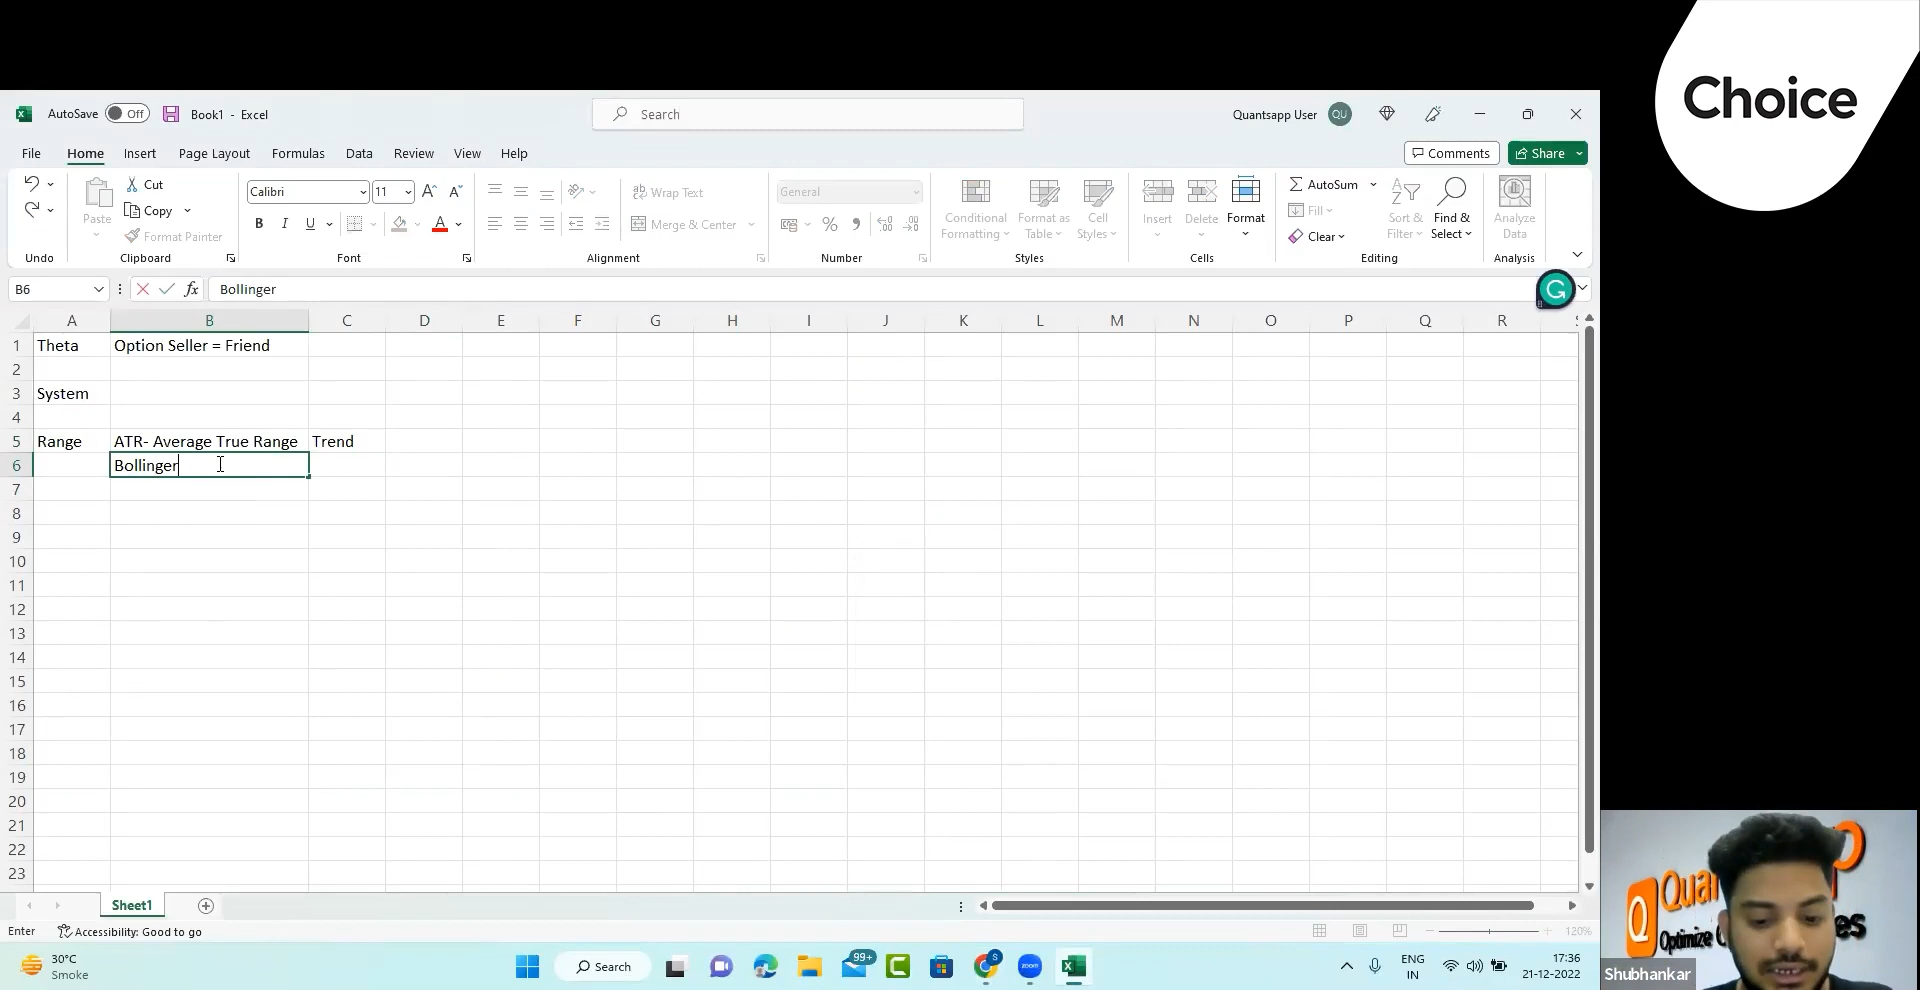 Choice
AutoSave Off Book1 - Excel Search Quantsapp User QU
File Home Insert Page Layout Formulas Data Review View Help Comments Share
Paste Cut Copy Format Painter
Calibri 11 B I U A
Wrap Text Merge & Center
General
Conditional Formatting Format as Table Cell Styles
Insert Delete Format
AutoSum Fill Clear Sort & Filter Find & Select Analyze Data
Undo Clipboard Font Alignment Number Styles Cells Editing Analysis
B6 fx Bollinger
A B C D E F G H I J K L M N O P Q R
1 Theta Option Seller = Friend
2
3 System
4
5 Range ATR- Average True Range Trend
6 Bollinger
7
8
9
10
11
12
13
14
15
16
17
18
19
20
21
22
23
Sheet1
Enter Accessibility: Good to go 120%
30°C Smoke Search 99+ zoom ENG IN 17:36 21-12-2022
Optimize
Shubhankar